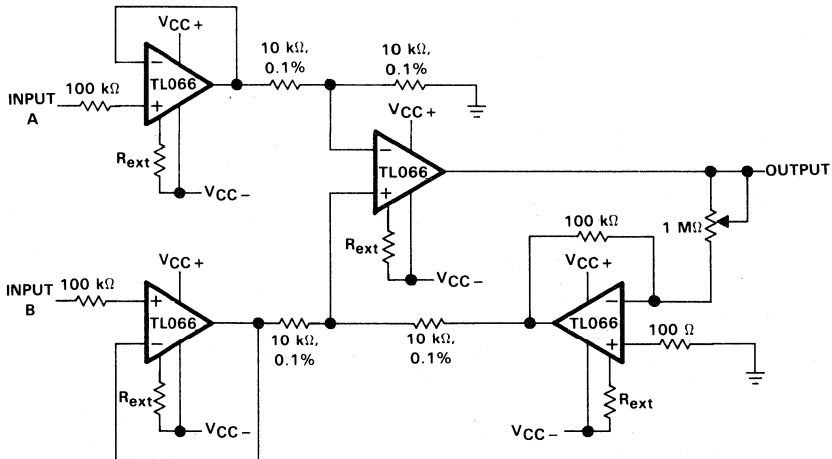 VCC+
10 kΩ,
0.1%
10 kΩ,
0.1%
−
TL066
+
INPUT
A
100 kΩ
Rext
VCC−
VCC+
−
TL066
+
OUTPUT
1 MΩ
Rext
VCC−
100 kΩ
INPUT
B
100 kΩ
VCC+
+
TL066
−
10 kΩ,
0.1%
10 kΩ,
0.1%
VCC+
−
TL066
+
100 Ω
Rext
VCC−
Rext
VCC−